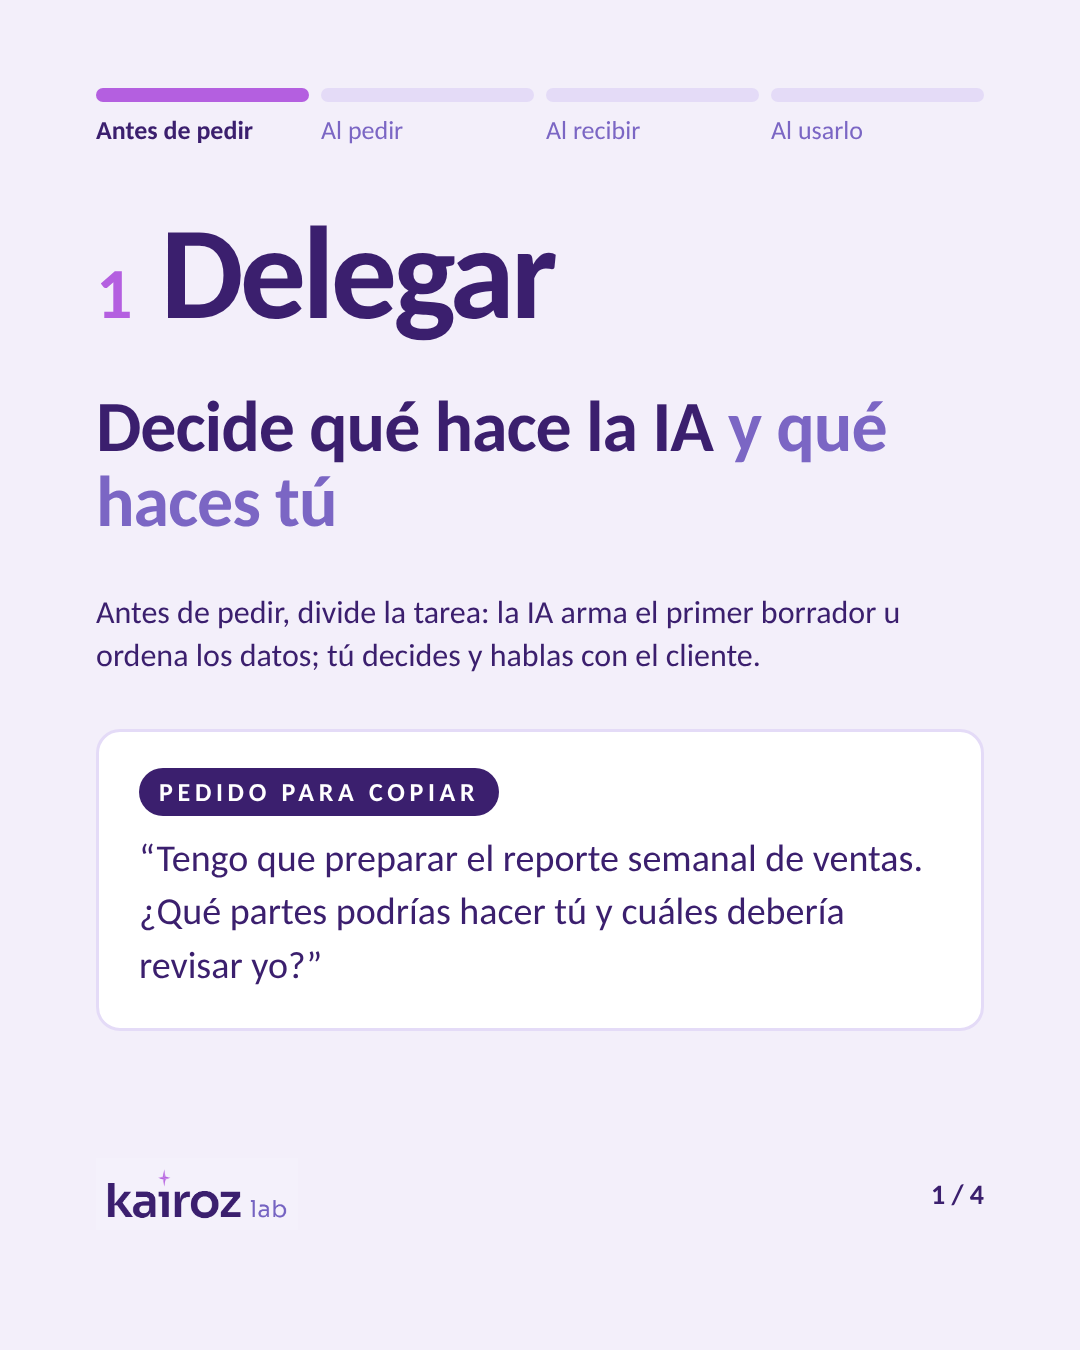 Antes de pedir
Al pedir
Al recibir
Al usarlo
1 Delegar
Decide qué hace la IA y qué
haces tú
Antes de pedir, divide la tarea: la IA arma el primer borrador u
ordena los datos; tú decides y hablas con el cliente.
PEDIDO PARA COPIAR
“Tengo que preparar el reporte semanal de ventas.
¿Qué partes podrías hacer tú y cuáles debería
revisar yo?”
kairoz lab
1 / 4